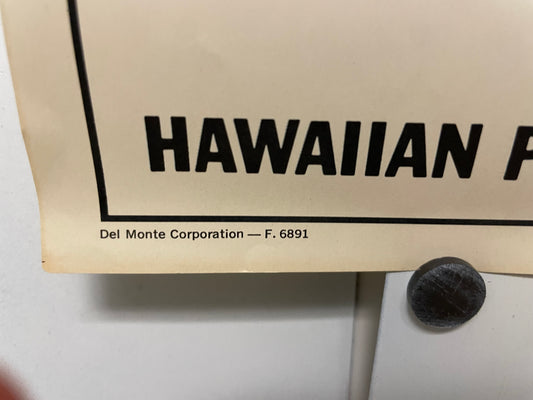 HAWAIIAN
Del Monte Corporation — F. 6891